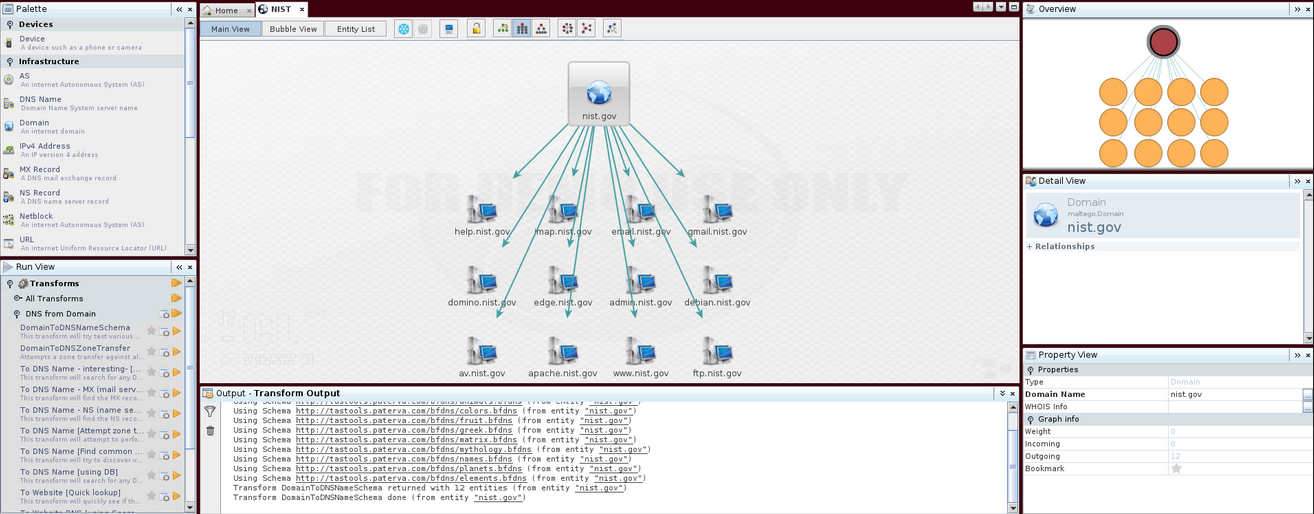 Palette
Devices
Device
A device such as a phone or camera
Infrastructure
AS
An internet Autonomous System (AS)
DNS Name
Domain Name System server name
Domain
An internet domain
IPv4 Address
An IP version 4 address
MX Record
A DNS mail exchange record
NS Record
A DNS name server record
Netblock
An internet Autonomous System (AS)
URL
An internet Uniform Resource Locator (URL)
Run View
Transforms
All Transforms
DNS from Domain
DomainToDNSNameSchema
This transform will try test various ...
DomainToDNSZoneTransfer
Attempts a zone transfer against al...
To DNS Name - interesting- [...
This transform will search for any D...
To DNS Name - MX (mail serv...
This transform will find the MX recor...
To DNS Name - NS (name se...
This transform will find the NS reco...
To DNS Name [Attempt zone t...
This transform will attempt to perfo...
To DNS Name [Find common ...
This transform will try to discover v...
To DNS Name [using DB]
This transform will search for any D...
To Website [Quick lookup]
This transform will quickly see if th...
Home
NIST
Main View
Bubble View
Entity List
nist.gov
help.nist.gov
imap.nist.gov
email.nist.gov
gmail.nist.gov
domino.nist.gov
edge.nist.gov
admin.nist.gov
debian.nist.gov
av.nist.gov
apache.nist.gov
www.nist.gov
ftp.nist.gov
Output - Transform Output
Using Schema http://tastools.paterva.com/bfdns/colors.bfdns (from entity "nist.gov")
Using Schema http://tastools.paterva.com/bfdns/fruit.bfdns (from entity "nist.gov")
Using Schema http://tastools.paterva.com/bfdns/greek.bfdns (from entity "nist.gov")
Using Schema http://tastools.paterva.com/bfdns/matrix.bfdns (from entity "nist.gov")
Using Schema http://tastools.paterva.com/bfdns/mythology.bfdns (from entity "nist.gov")
Using Schema http://tastools.paterva.com/bfdns/names.bfdns (from entity "nist.gov")
Using Schema http://tastools.paterva.com/bfdns/planets.bfdns (from entity "nist.gov")
Using Schema http://tastools.paterva.com/bfdns/elements.bfdns (from entity "nist.gov")
Transform DomainToDNSNameSchema returned with 12 entities (from entity "nist.gov")
Transform DomainToDNSNameSchema done (from entity "nist.gov")
Overview
Detail View
Domain
maltego.Domain
nist.gov
+ Relationships
Property View
Properties
Type Domain
Domain Name nist.gov
WHOIS Info
Graph info
Weight 0
Incoming 0
Outgoing 12
Bookmark